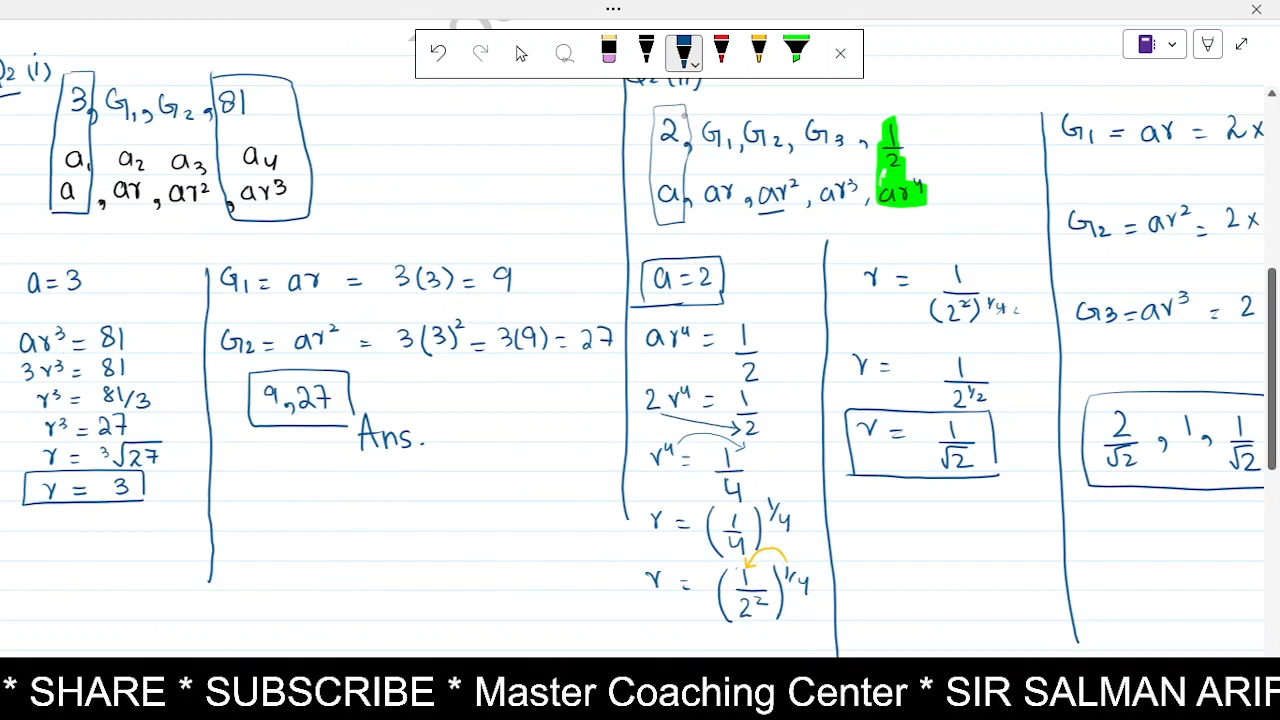 Q2 (i)
3, G1, G2, 81
a1 a2 a3 a4
a, ar, ar², ar³
a = 3
ar³ = 81
3r³ = 81
r³ = 81/3
r³ = 27
r = ³√27
r = 3
G1 = ar = 3(3) = 9
G2 = ar² = 3(3)² = 3(9) = 27
9, 27
Ans.
2, G1, G2, G3, 1/2
a, ar, ar², ar³, ar⁴
a = 2
ar⁴ = 1/2
2r⁴ = 1/2
r⁴ = 1/4
r = (1/4)^1/4
r = (1/2²)^1/4
r = 1/(2²)^1/4
r = 1/2^1/2
r = 1/√2
G1 = ar = 2×
G2 = ar² = 2×
G3 = ar³ = 2
2/√2, 1, 1/√2
* SHARE * SUBSCRIBE * Master Coaching Center * SIR SALMAN ARIF